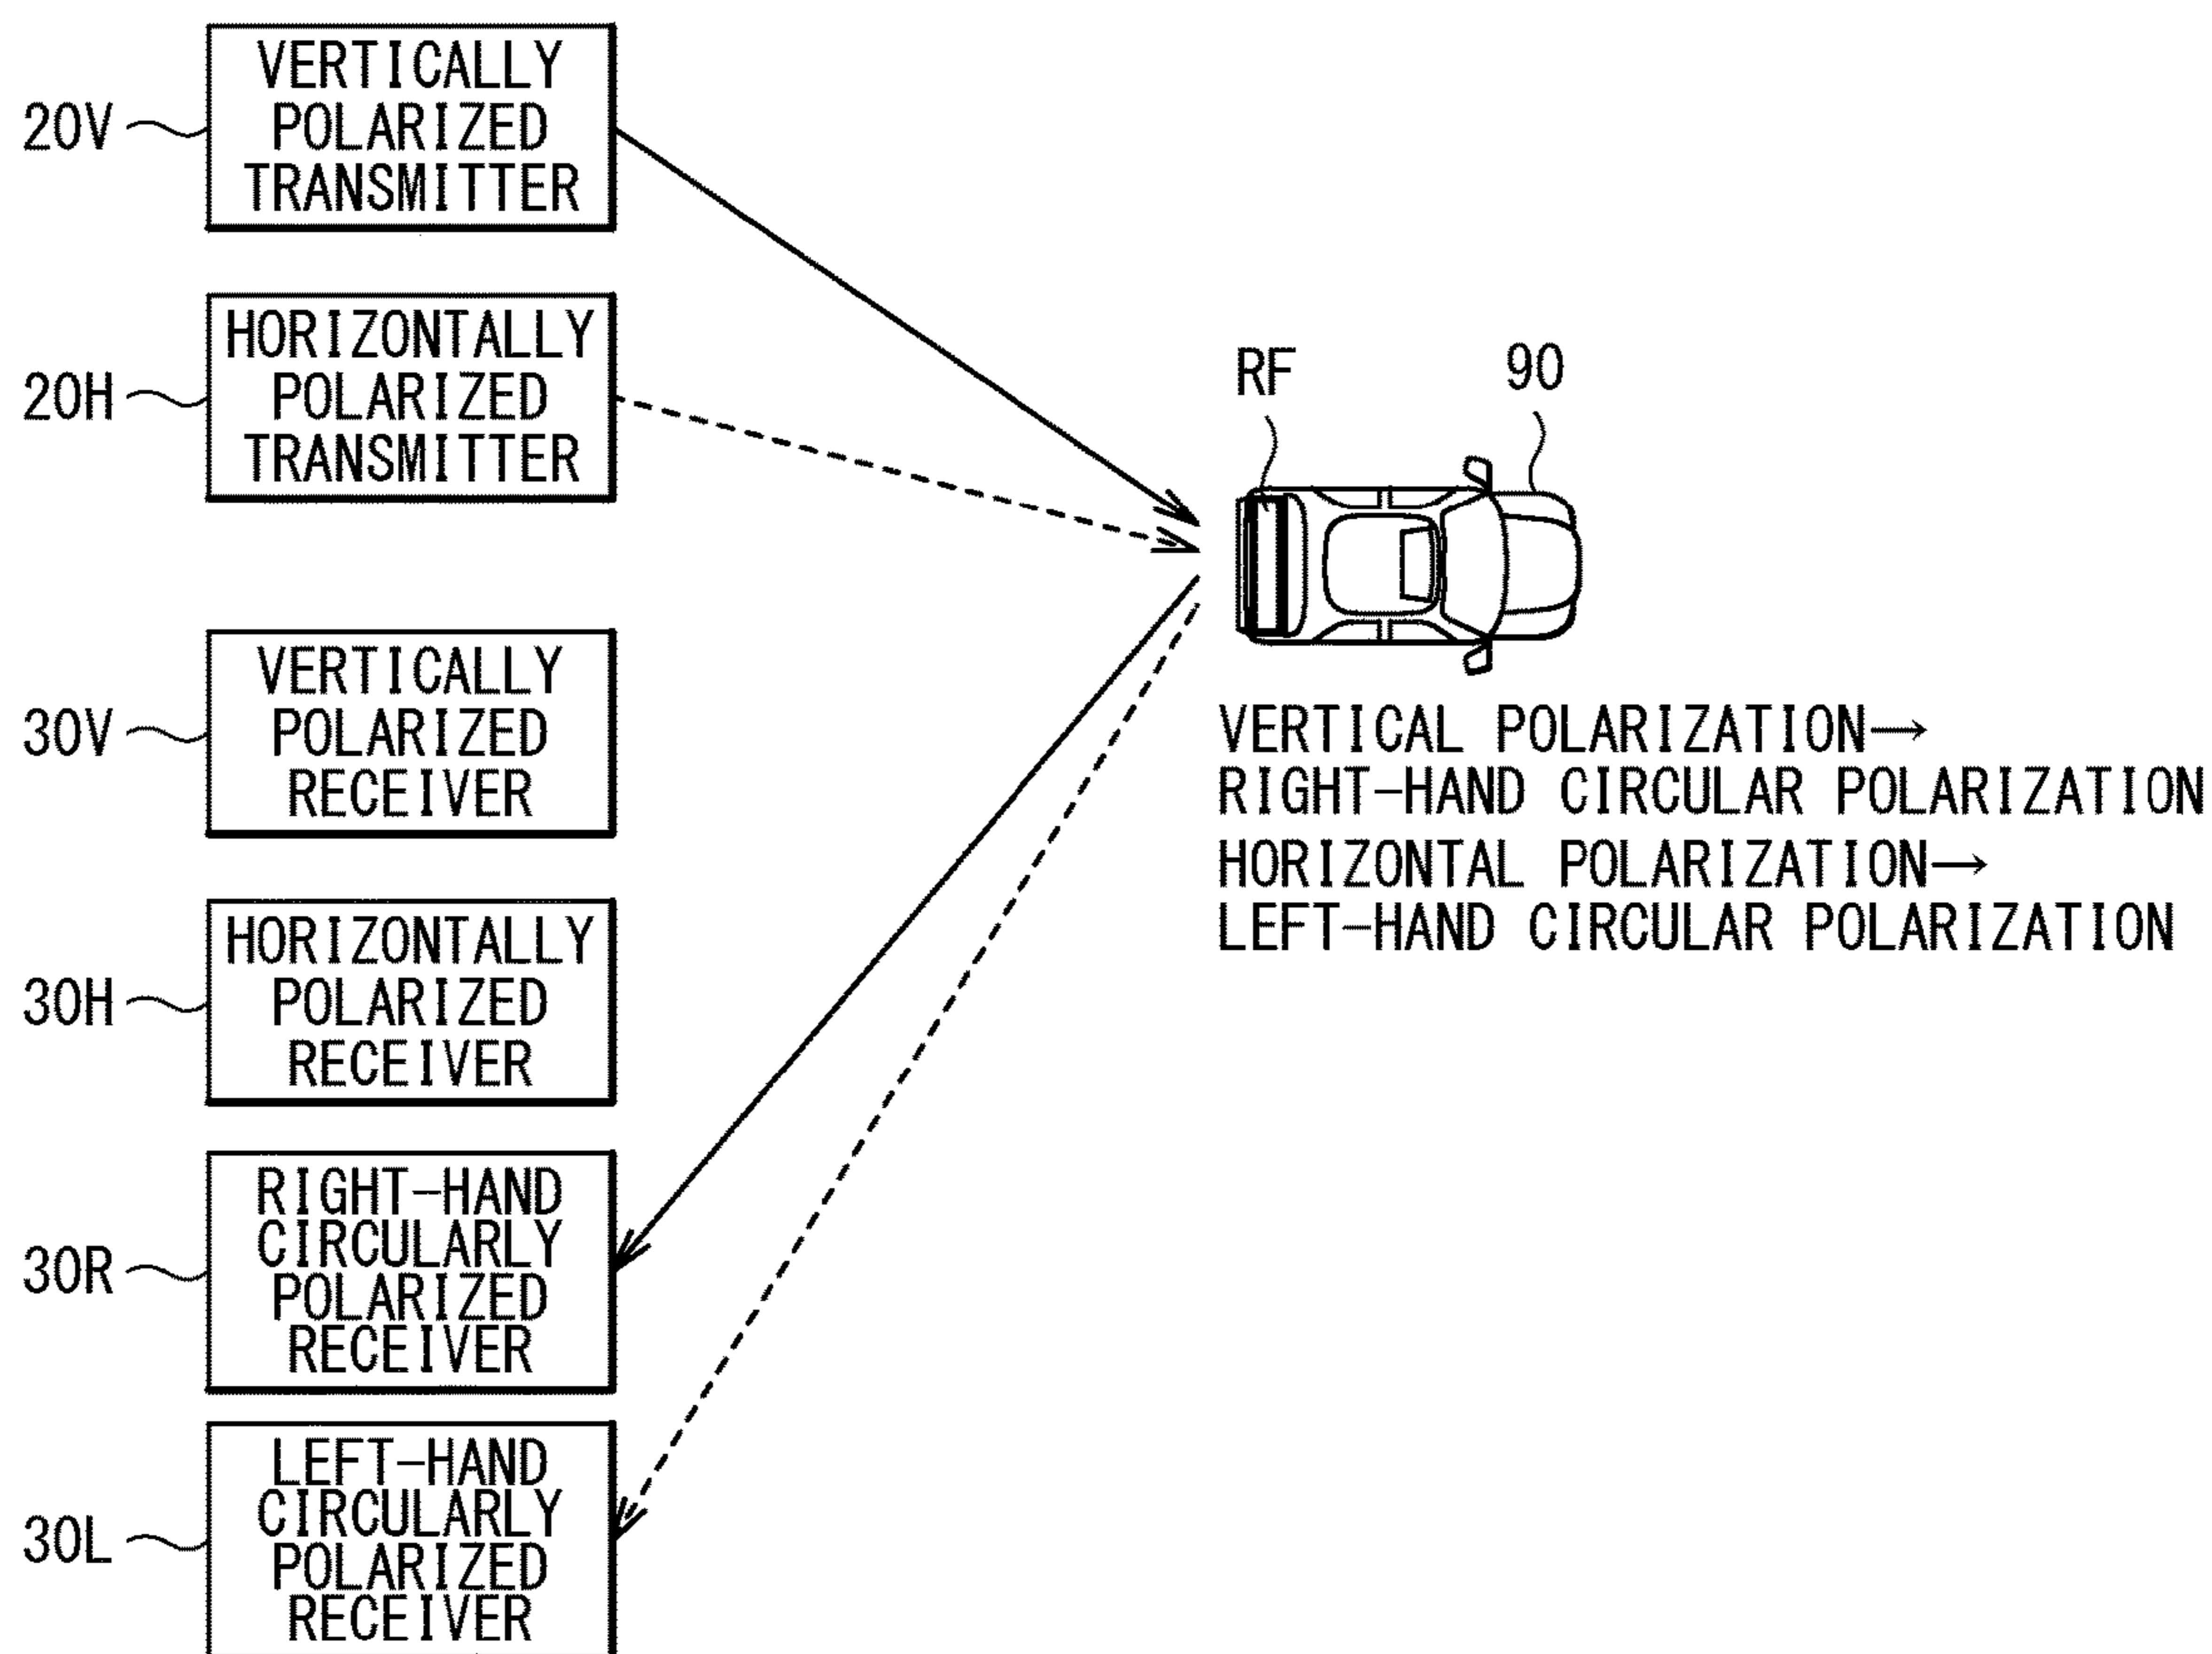 20V
VERTICALLY
POLARIZED
TRANSMITTER
20H
HORIZONTALLY
POLARIZED
TRANSMITTER
RF
90
30V
VERTICALLY
POLARIZED
RECEIVER
VERTICAL POLARIZATION→
RIGHT-HAND CIRCULAR POLARIZATION
HORIZONTAL POLARIZATION→
LEFT-HAND CIRCULAR POLARIZATION
30H
HORIZONTALLY
POLARIZED
RECEIVER
30R
RIGHT-HAND
CIRCULARLY
POLARIZED
RECEIVER
30L
LEFT-HAND
CIRCULARLY
POLARIZED
RECEIVER